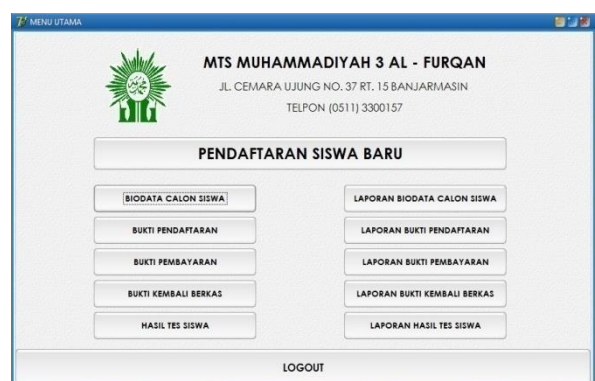 MENU UTAMA
MTS MUHAMMADIYAH 3 AL - FURQAN
JL. CEMARA UJUNG NO. 37 RT. 15 BANJARMASIN
TELPON (0511) 3300157
PENDAFTARAN SISWA BARU
BIODATA CALON SISWA
LAPORAN BIODATA CALON SISWA
BUKTI PENDAFTARAN
LAPORAN BUKTI PENDAFTARAN
BUKTI PEMBAYARAN
LAPORAN BUKTI PEMBAYARAN
BUKTI KEMBALI BERKAS
LAPORAN BUKTI KEMBALI BERKAS
HASIL TES SISWA
LAPORAN HASIL TES SISWA
LOGOUT